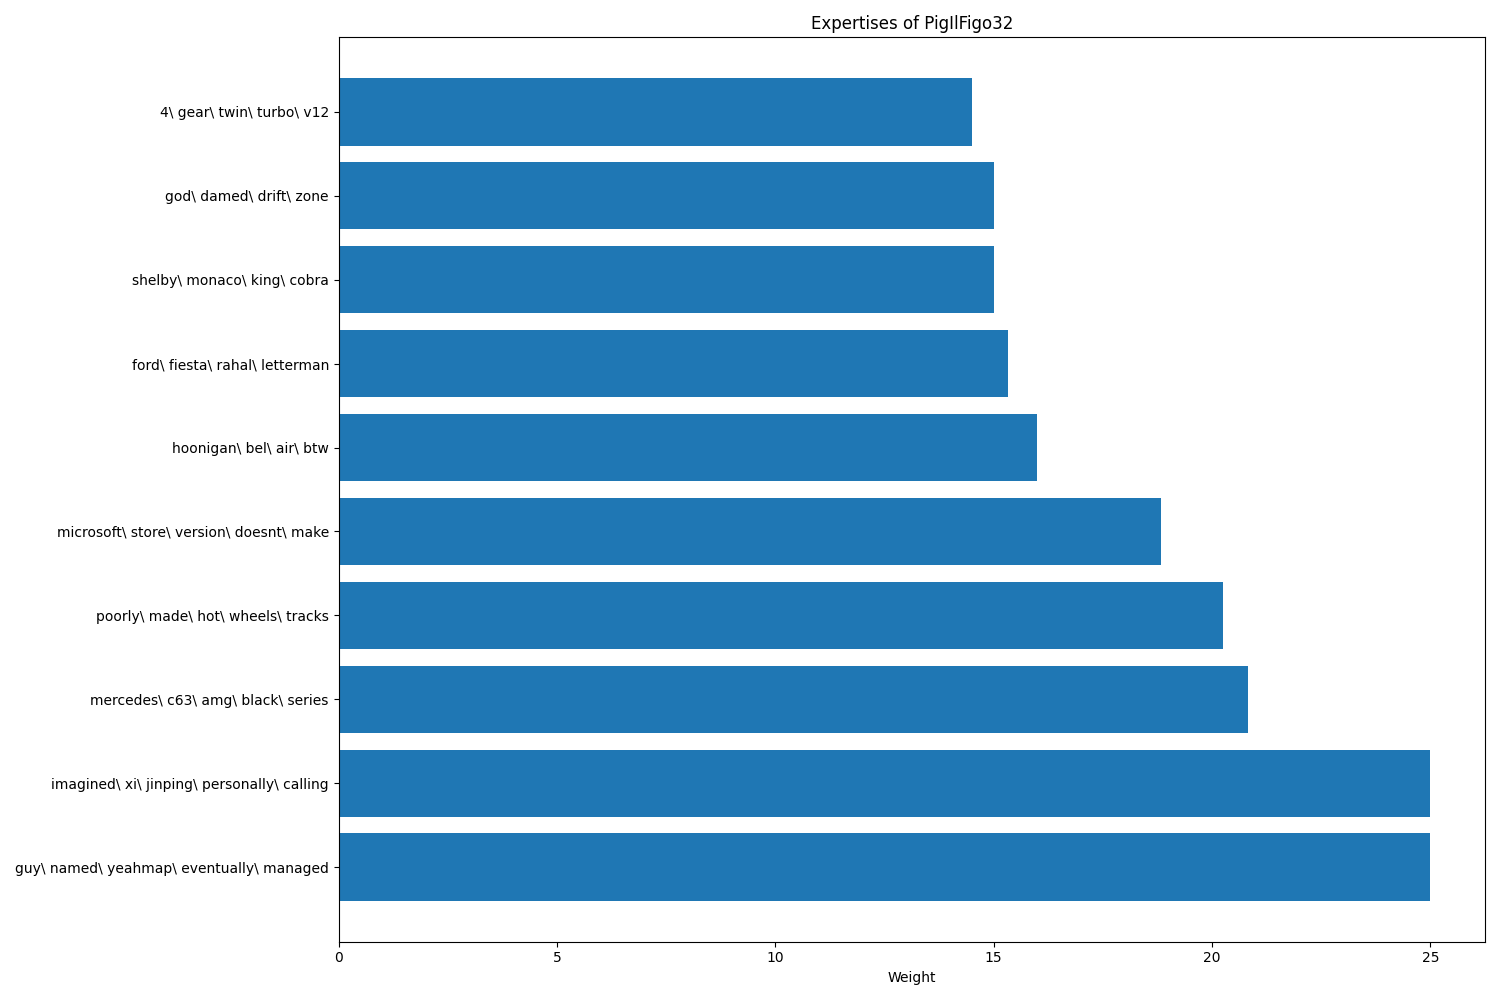 Expertises of PigIlFigo32
4\ gear\ twin\ turbo\ v12
god\ damed\ drift\ zone
shelby\ monaco\ king\ cobra
ford\ fiesta\ rahal\ letterman
hoonigan\ bel\ air\ btw
microsoft\ store\ version\ doesnt\ make
poorly\ made\ hot\ wheels\ tracks
mercedes\ c63\ amg\ black\ series
imagined\ xi\ jinping\ personally\ calling
guy\ named\ yeahmap\ eventually\ managed
0 5 10 15 20 25
Weight